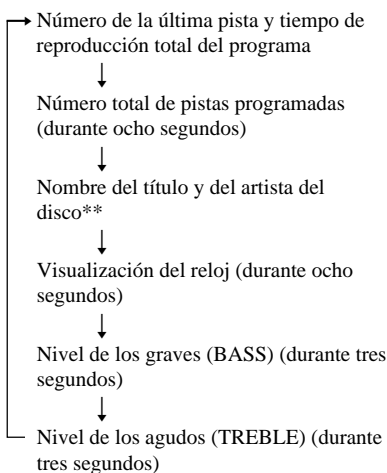 Número de la última pista y tiempo de
reproducción total del programa
Número total de pistas programadas
(durante ocho segundos)
Nombre del título y del artista del
disco**
Visualización del reloj (durante ocho
segundos)
Nivel de los graves (BASS) (durante tres
segundos)
Nivel de los agudos (TREBLE) (durante
tres segundos)